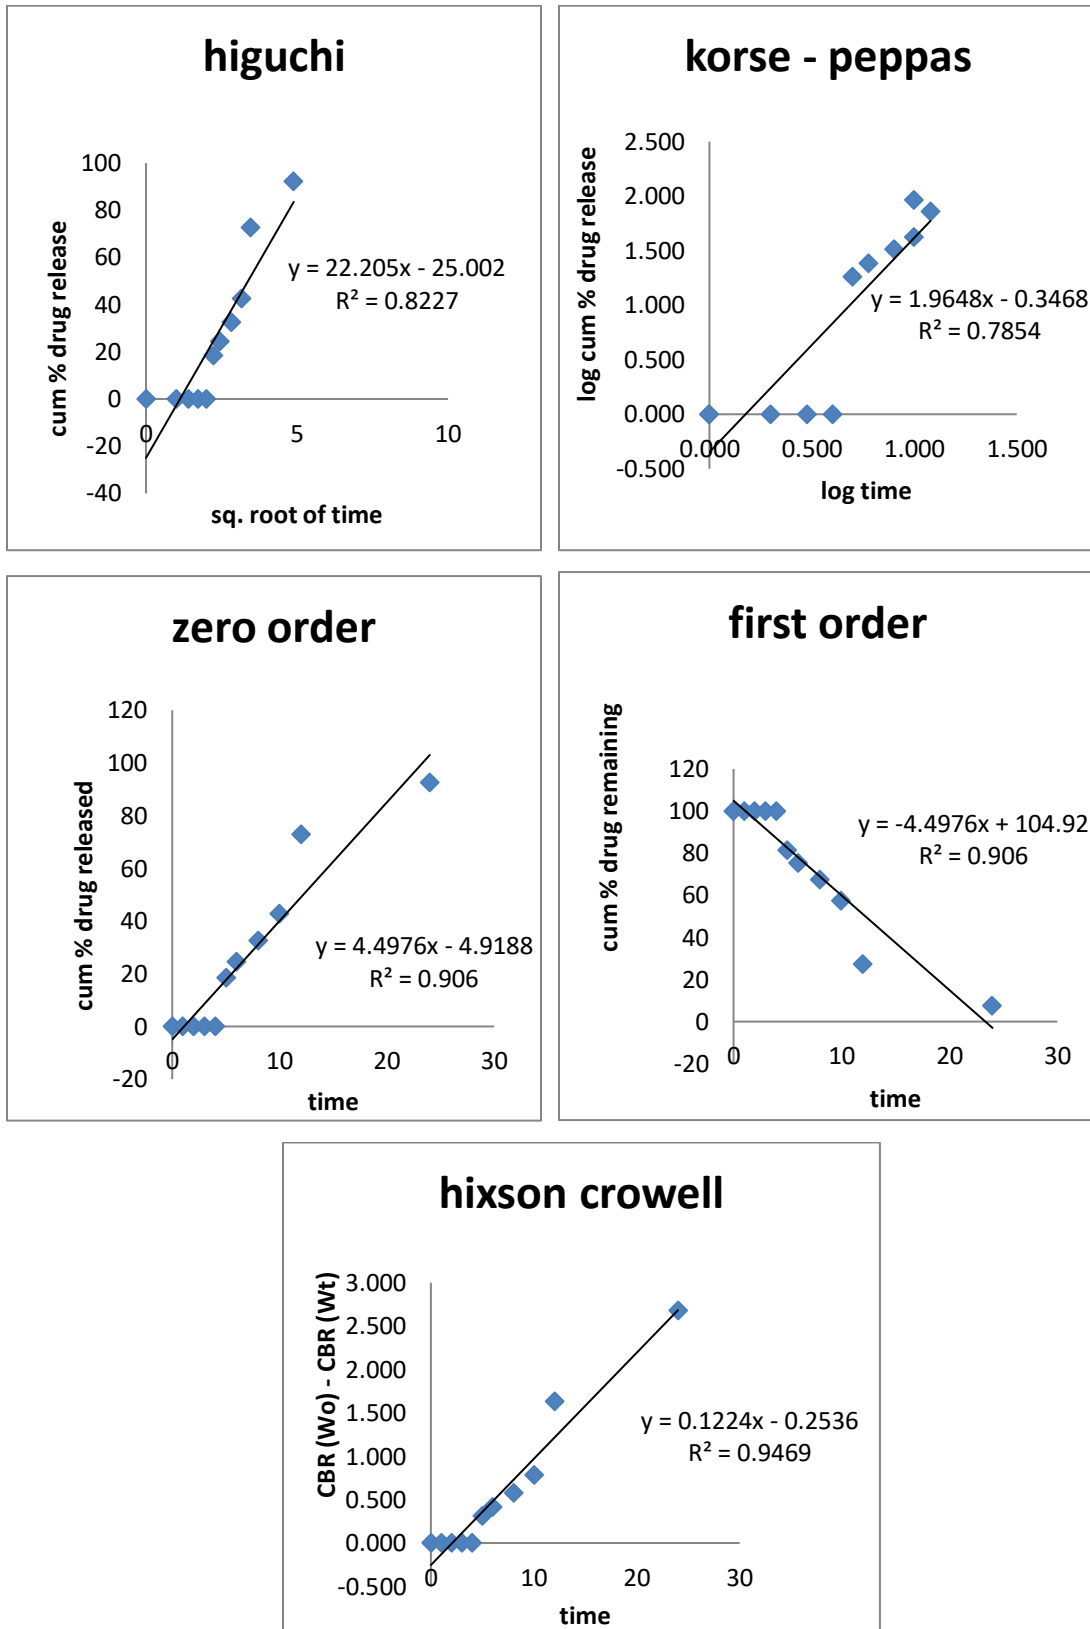 higuchi
cum % drug release
100
80
60
40
20
0
-20
-40
0
5
10
y = 22.205x - 25.002
R² = 0.8227
sq. root of time
korse - peppas
log cum % drug release
2.500
2.000
1.500
1.000
0.500
0.000
-0.500
0.000
0.500
1.000
1.500
y = 1.9648x - 0.3468
R² = 0.7854
log time
zero order
cum % drug released
120
100
80
60
40
20
0
-20
0
10
20
30
y = 4.4976x - 4.9188
R² = 0.906
time
first order
cum % drug remaining
120
100
80
60
40
20
0
-20
0
10
20
30
y = -4.4976x + 104.92
R² = 0.906
time
hixson crowell
CBR (Wo) - CBR (Wt)
3.000
2.500
2.000
1.500
1.000
0.500
0.000
-0.500
0
10
20
30
y = 0.1224x - 0.2536
R² = 0.9469
time